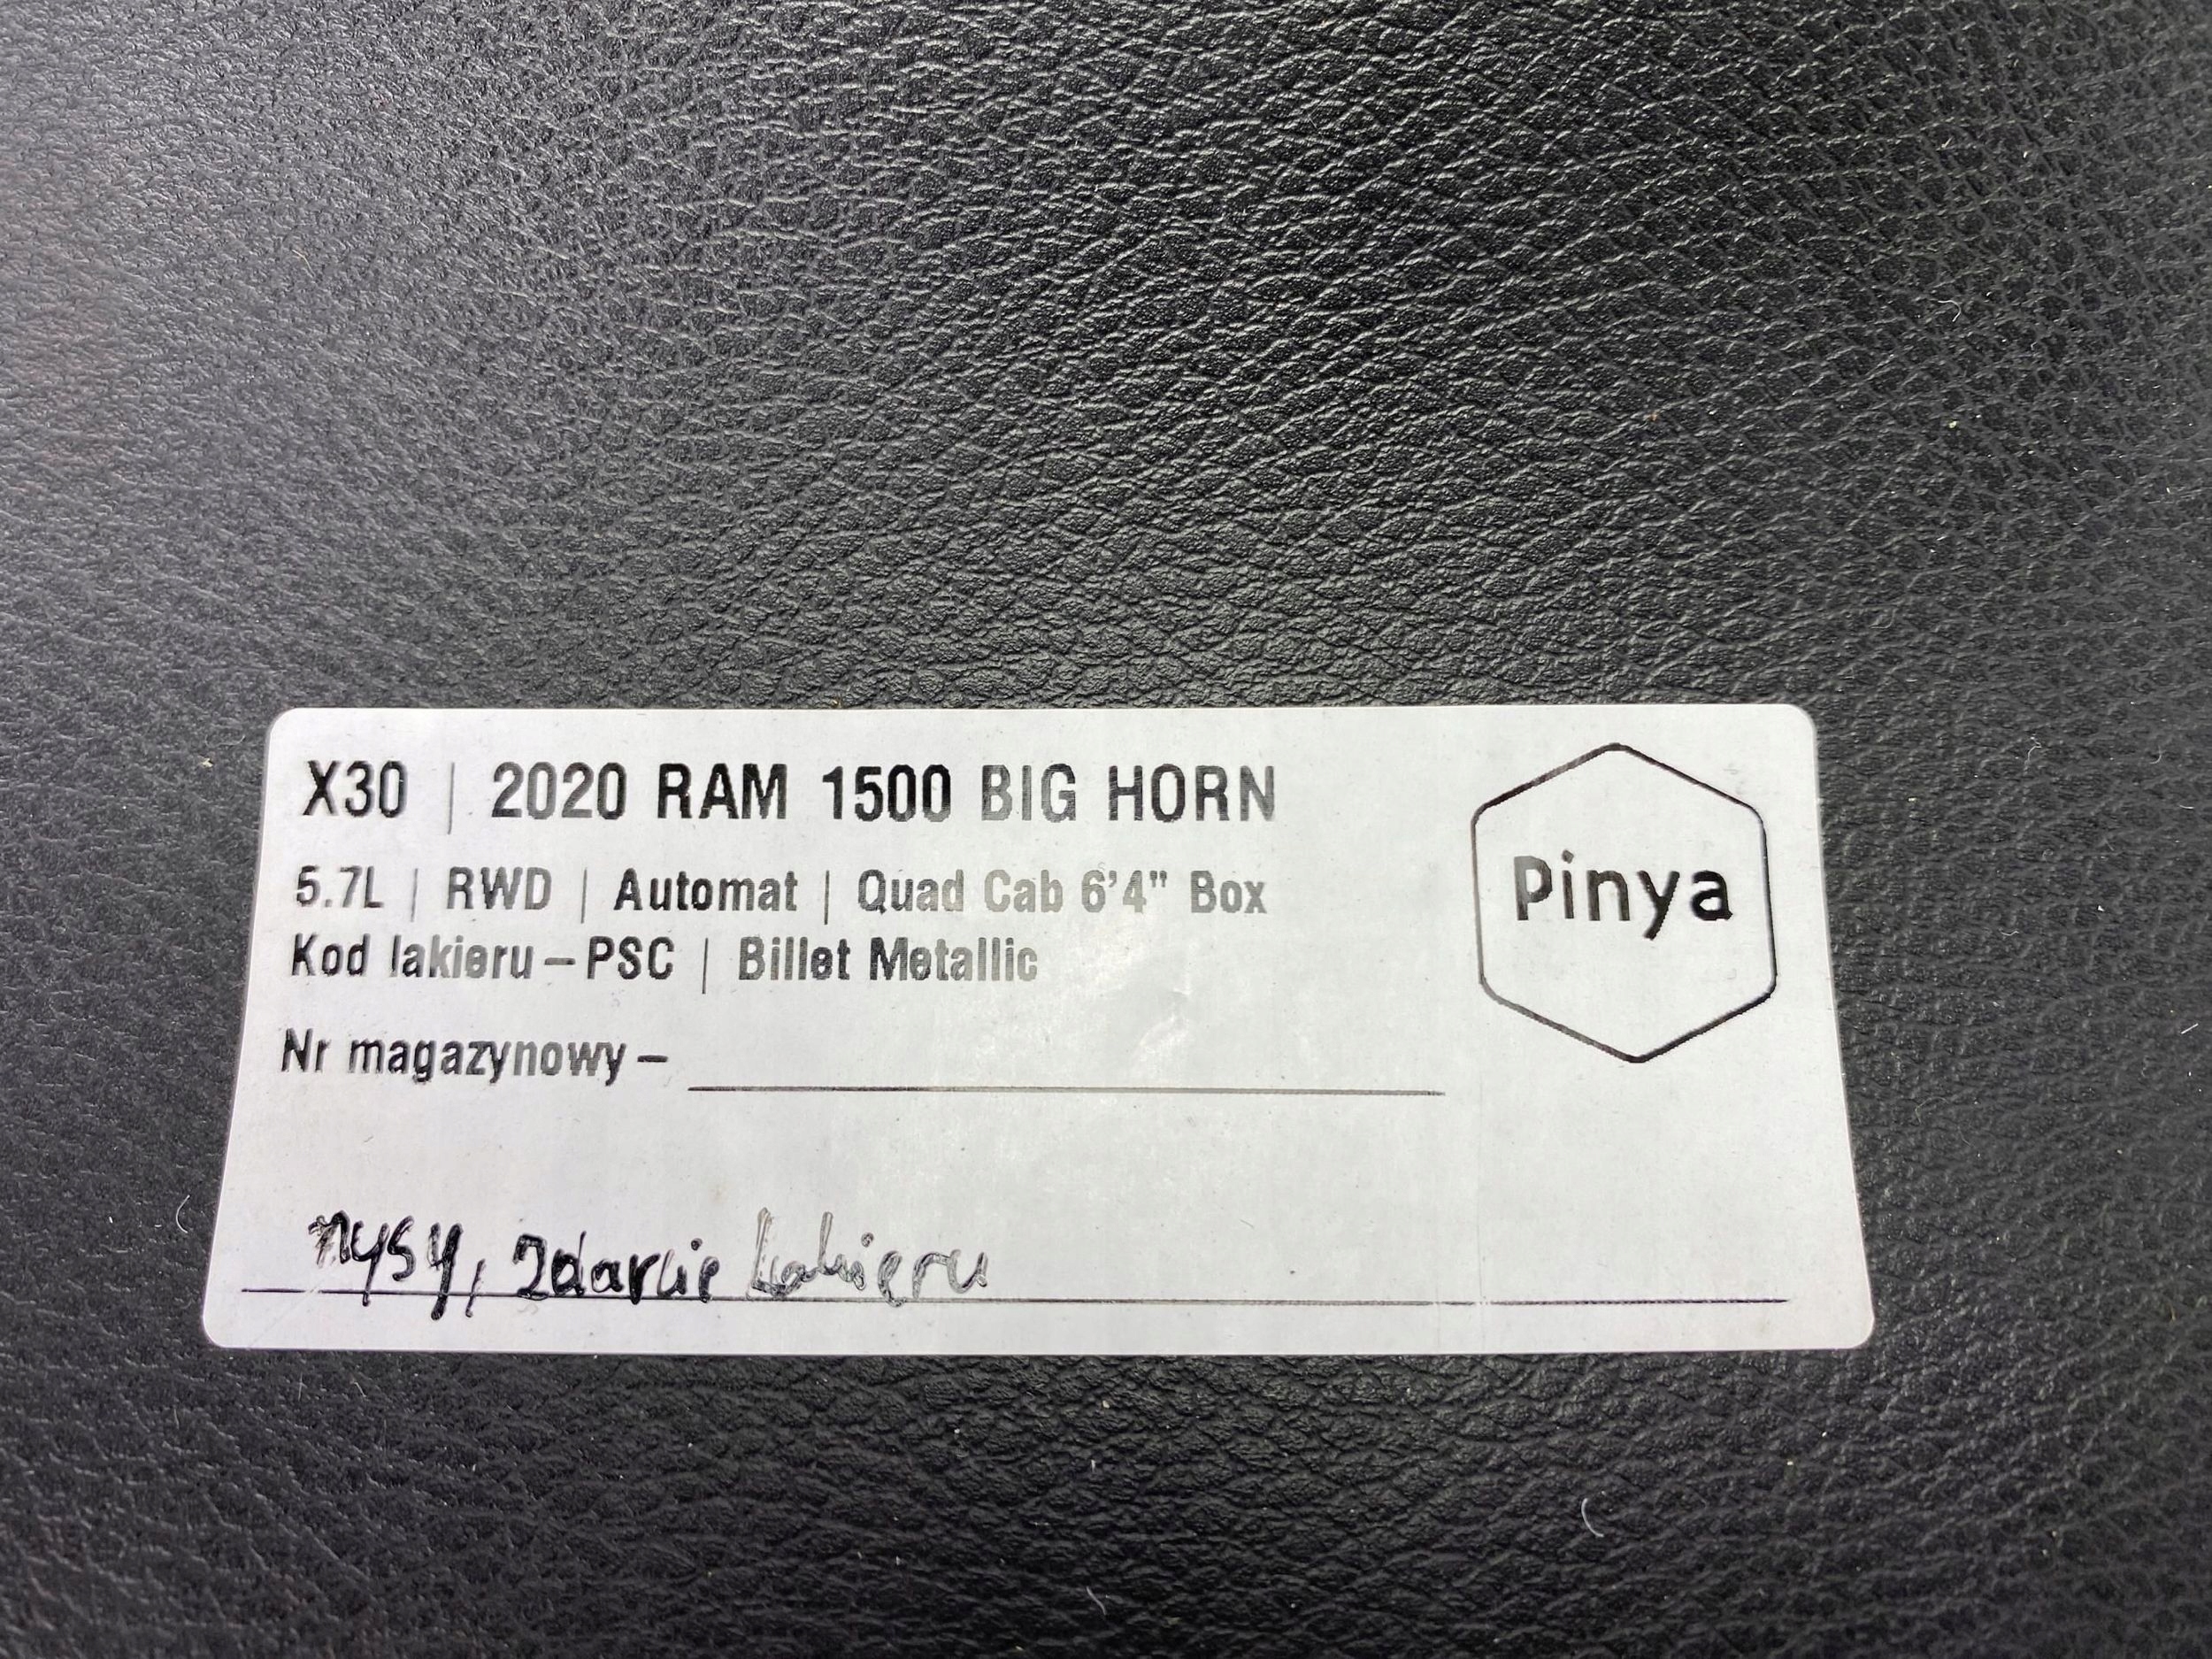 X30 | 2020 RAM 1500 BIG HORN
5.7L | RWD | Automat | Quad Cab 6'4" Box
Kod lakieru – PSC | Billet Metallic
Nr magazynowy –
Pinya
rysy, zdarcie lakieru